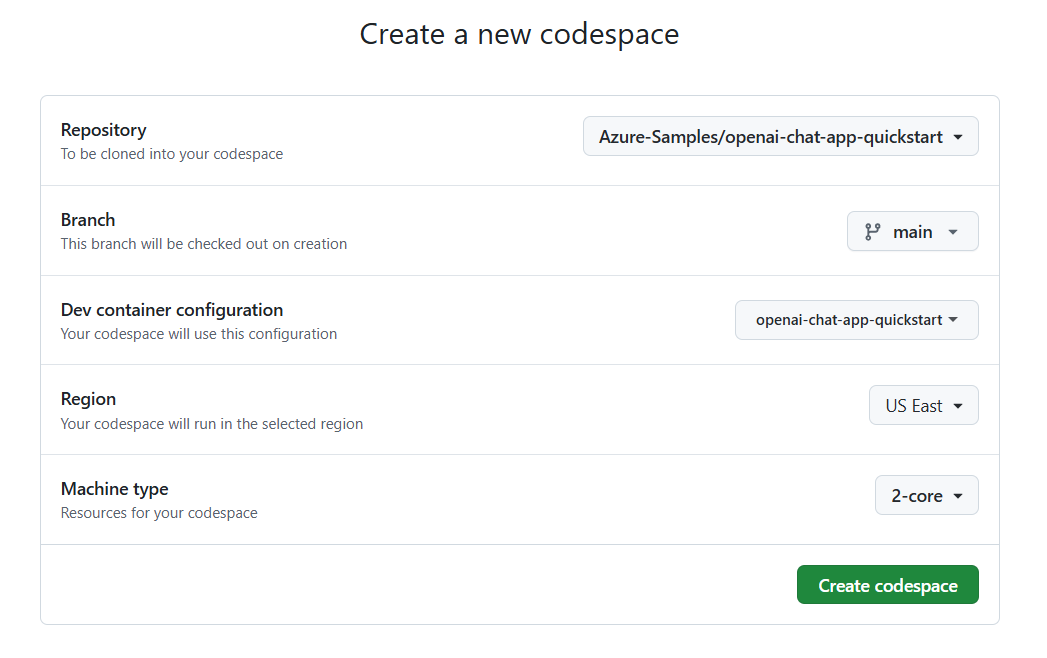 Create a new codespace
Repository
To be cloned into your codespace
Azure-Samples/openai-chat-app-quickstart
Branch
This branch will be checked out on creation
main
Dev container configuration
Your codespace will use this configuration
openai-chat-app-quickstart
Region
Your codespace will run in the selected region
US East
Machine type
Resources for your codespace
2-core
Create codespace